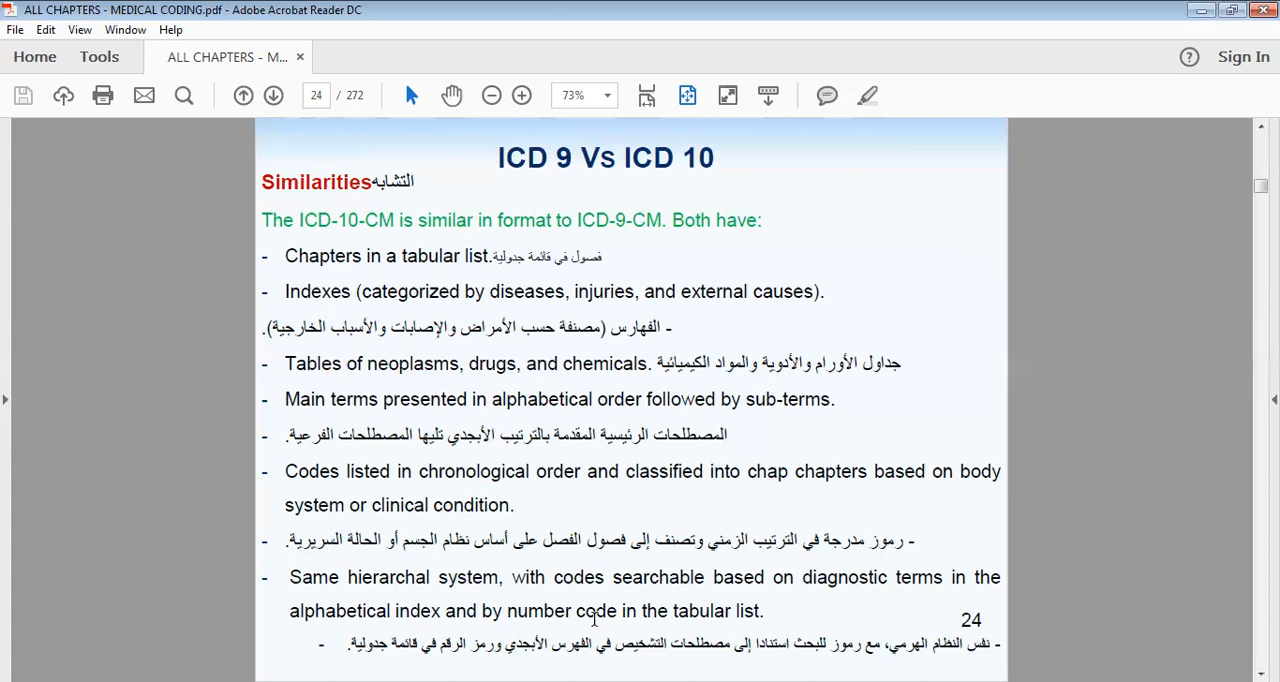 ALL CHAPTERS - MEDICAL CODING.pdf - Adobe Acrobat Reader DC
File Edit View Window Help
Home Tools ALL CHAPTERS - M... × ? Sign In
24 / 272 73%
ICD 9 Vs ICD 10
Similarities التشابه
The ICD-10-CM is similar in format to ICD-9-CM. Both have:
- Chapters in a tabular list. فصول في قائمة جدولية
- Indexes (categorized by diseases, injuries, and external causes).
- الفهارس (مصنفة حسب الأمراض والإصابات والأسباب الخارجية).
- Tables of neoplasms, drugs, and chemicals. جداول الأورام والأدوية والمواد الكيميائية
- Main terms presented in alphabetical order followed by sub-terms.
- المصطلحات الرئيسية المقدمة بالترتيب الأبجدي تليها المصطلحات الفرعية.
- Codes listed in chronological order and classified into chap chapters based on body
system or clinical condition.
- - رموز مدرجة في الترتيب الزمني وتصنف إلى فصول الفصل على أساس نظام الجسم أو الحالة السريرية.
- Same hierarchal system, with codes searchable based on diagnostic terms in the
alphabetical index and by number code in the tabular list.
24
- - نفس النظام الهرمي، مع رموز للبحث استنادا إلى مصطلحات التشخيص في الفهرس الأبجدي ورمز الرقم في قائمة جدولية.